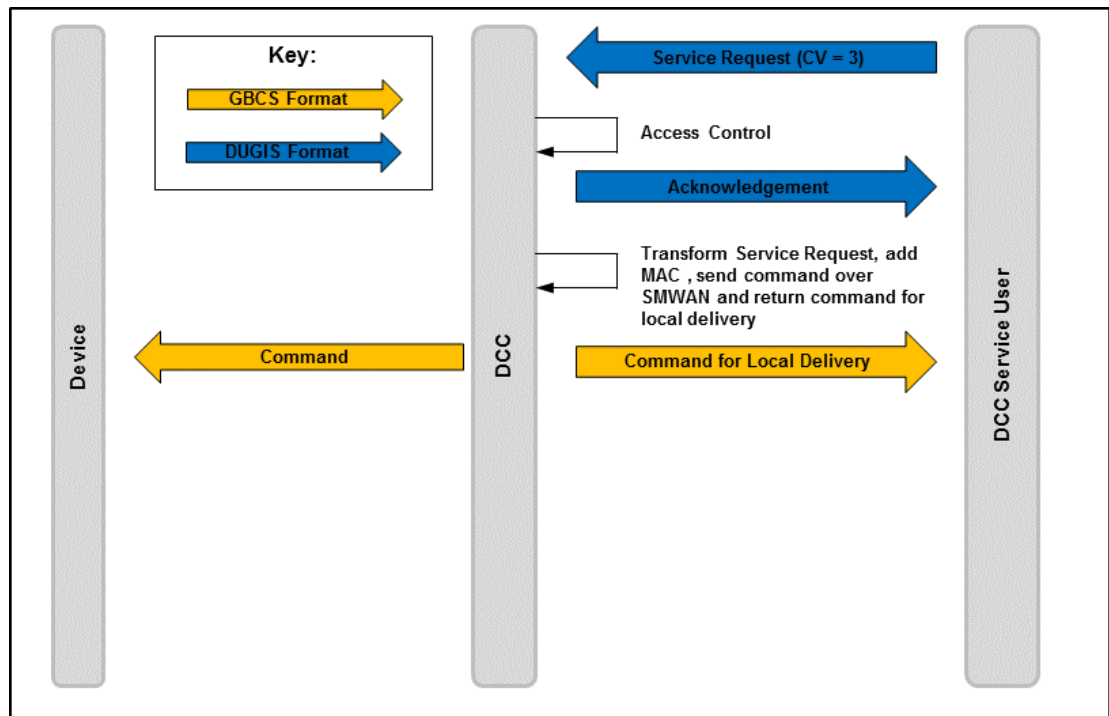 Key:
GBCS Format
DUGIS Format
Service Request (CV = 3)
Access Control
Acknowledgement
Transform Service Request, add
MAC , send command over
SMWAN and return command for
local delivery
Command
Command for Local Delivery
Device
DCC
DCC Service User